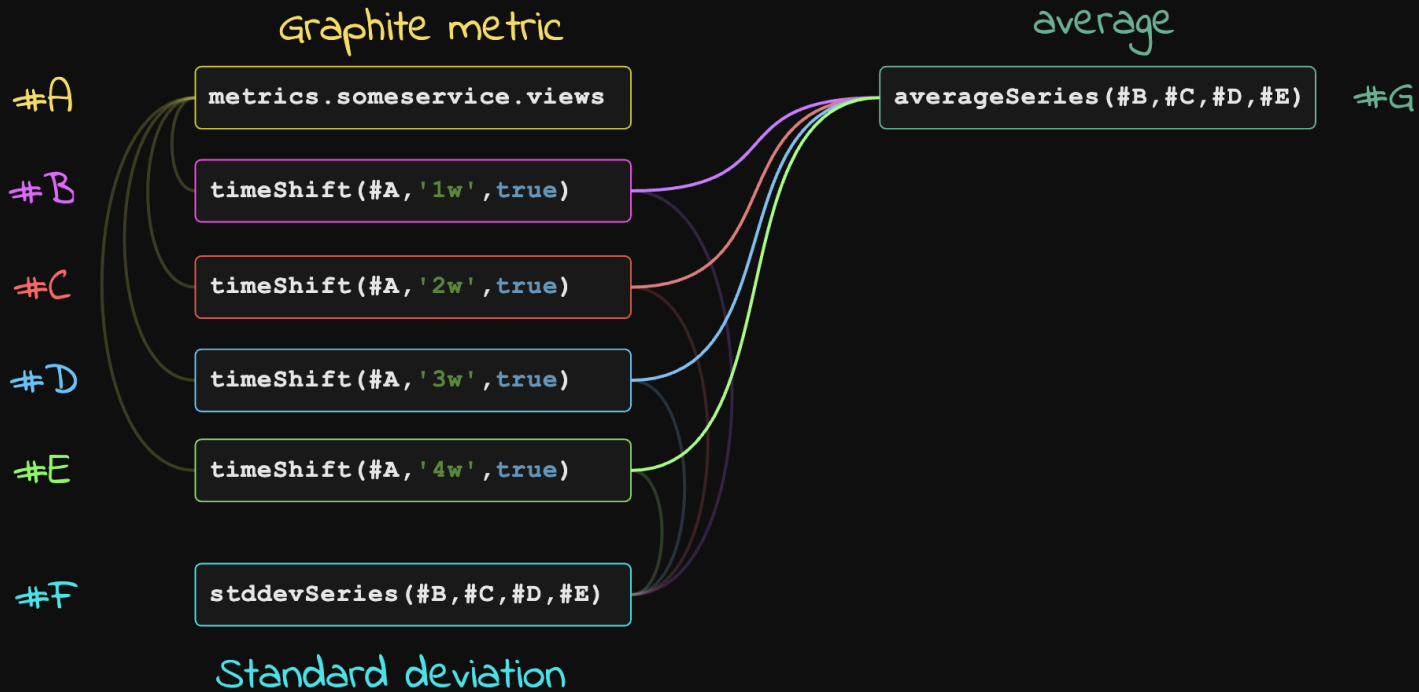 Graphite metric
average
#A
metrics.someservice.views
averageSeries(#B,#C,#D,#E)
#G
#B
timeShift(#A,'1w',true)
#C
timeShift(#A,'2w',true)
#D
timeShift(#A,'3w',true)
#E
timeShift(#A,'4w',true)
#F
stddevSeries(#B,#C,#D,#E)
Standard deviation